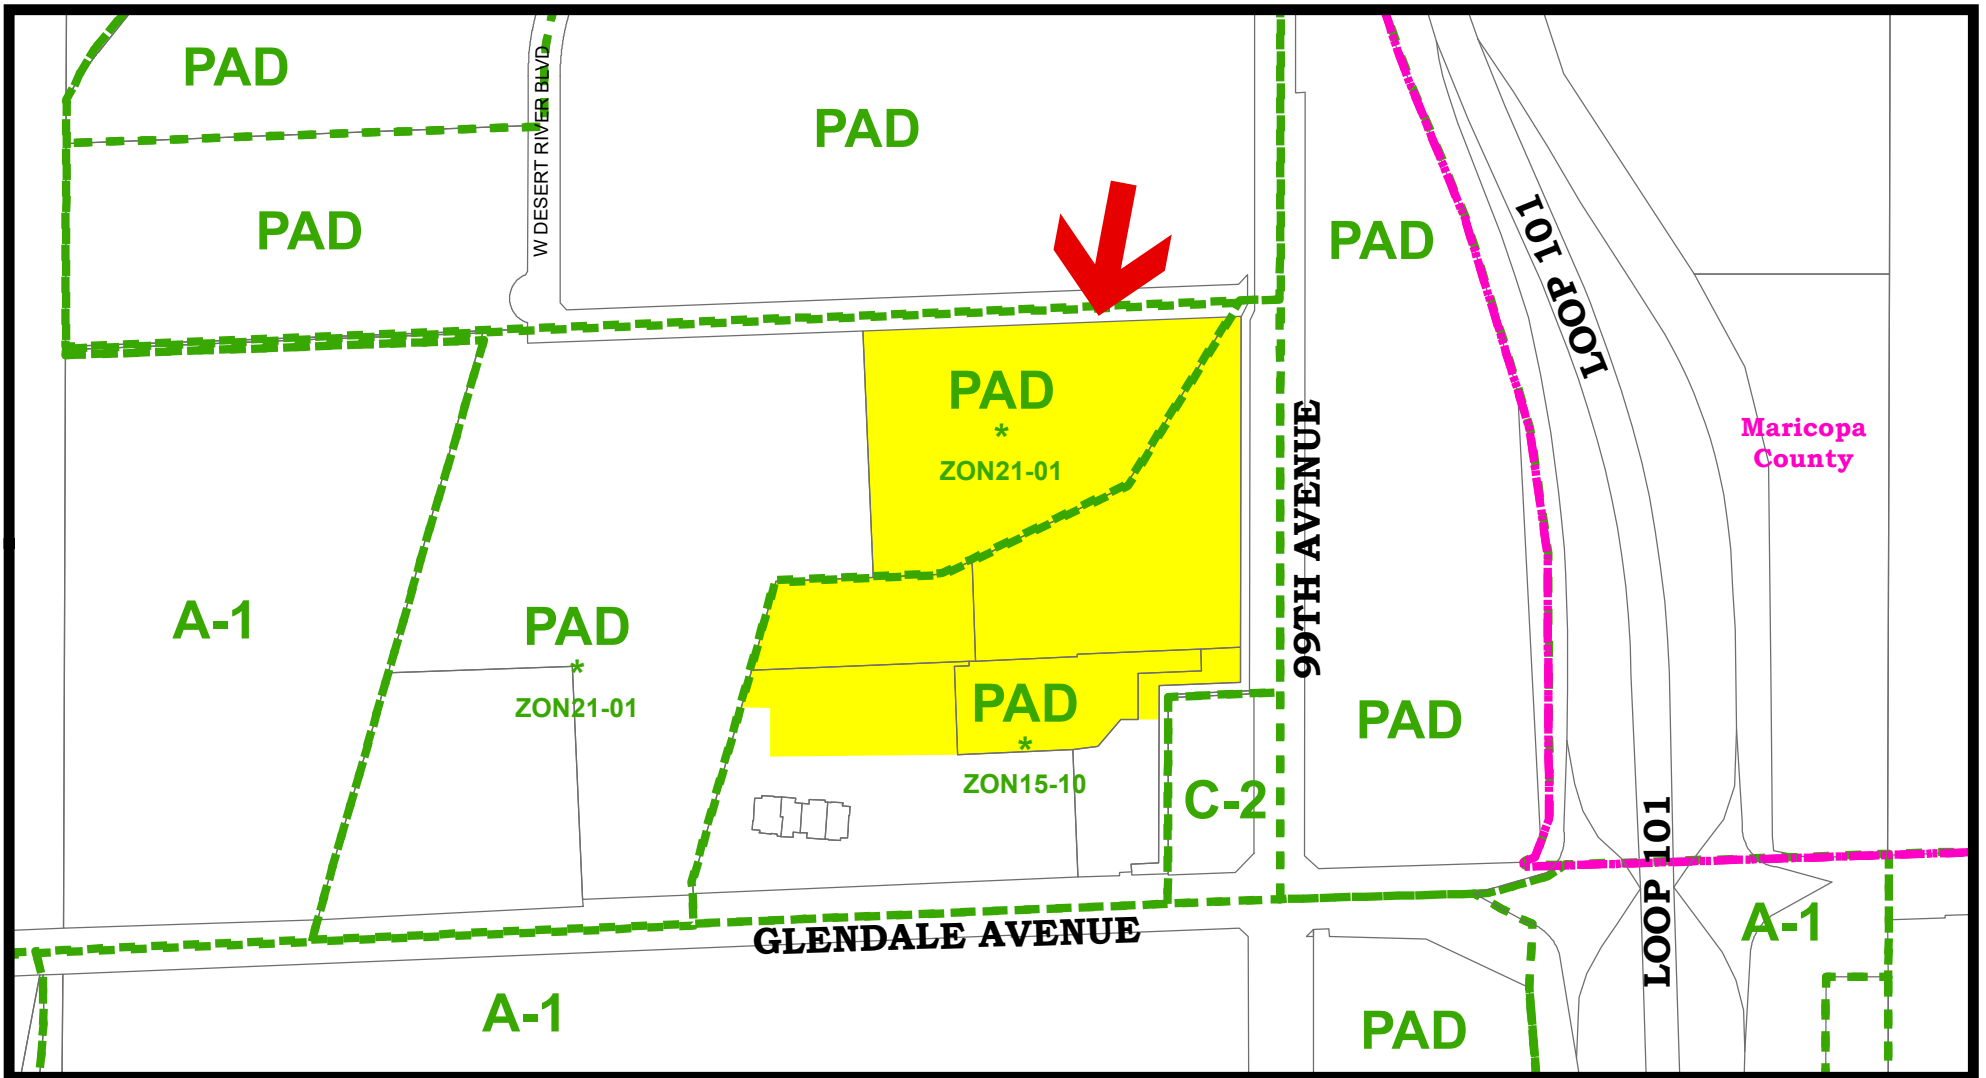 PAD
W DESERT RIVER BLVD
PAD
PAD
PAD
LOOP 101
PAD
*
ZON21-01
99TH AVENUE
Maricopa
County
A-1
PAD
*
ZON21-01
PAD
*
ZON15-10
PAD
C-2
LOOP 101
GLENDALE AVENUE
A-1
A-1
PAD